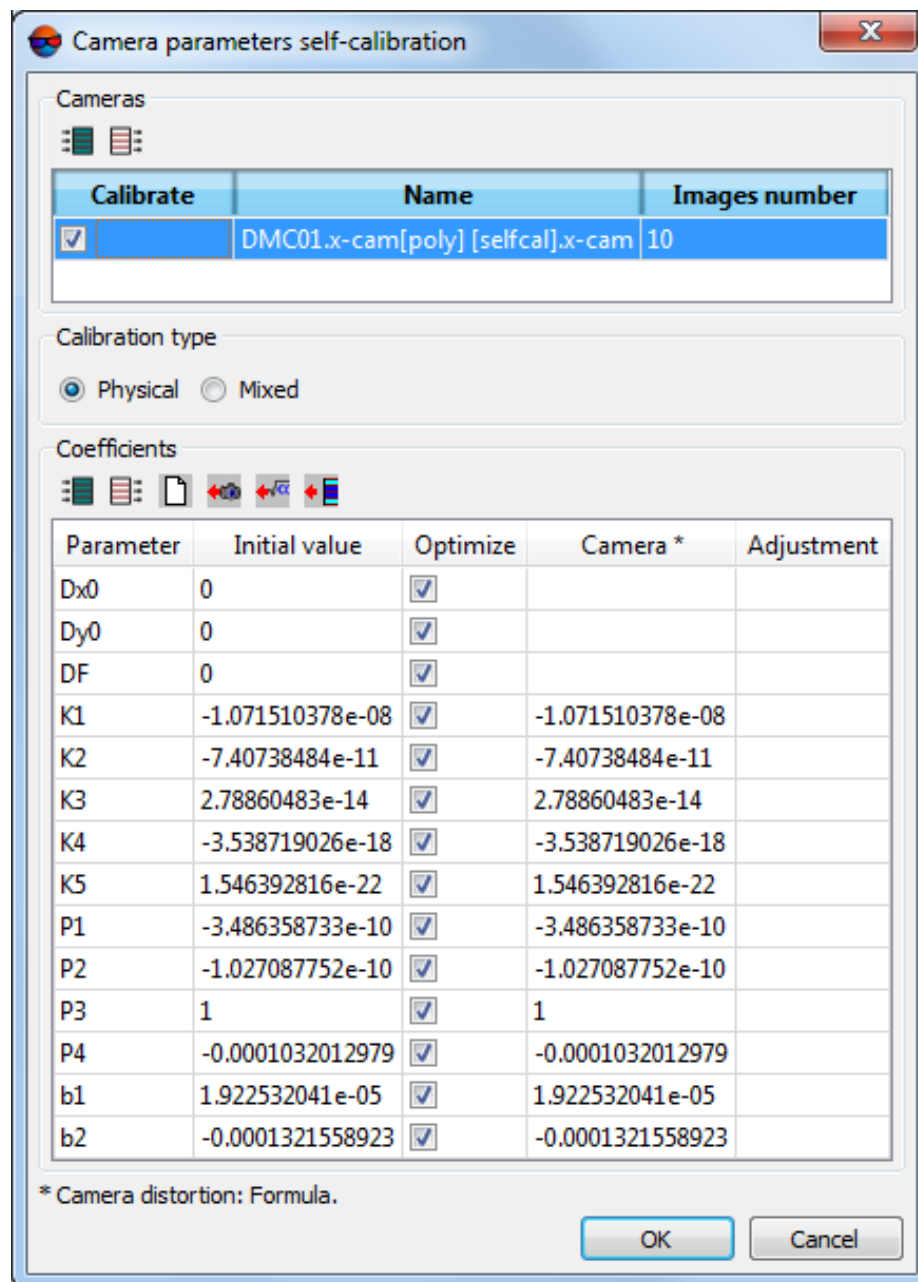 Camera parameters self-calibration
Cameras
Calibrate Name Images number
DMC01.x-cam[poly] [selfcal].x-cam 10
Calibration type
Physical Mixed
Coefficients
Parameter Initial value Optimize Camera * Adjustment
Dx0 0
Dy0 0
DF 0
K1 -1.071510378e-08 -1.071510378e-08
K2 -7.40738484e-11 -7.40738484e-11
K3 2.78860483e-14 2.78860483e-14
K4 -3.538719026e-18 -3.538719026e-18
K5 1.546392816e-22 1.546392816e-22
P1 -3.486358733e-10 -3.486358733e-10
P2 -1.027087752e-10 -1.027087752e-10
P3 1 1
P4 -0.0001032012979 -0.0001032012979
b1 1.922532041e-05 1.922532041e-05
b2 -0.0001321558923 -0.0001321558923
* Camera distortion: Formula.
OK Cancel